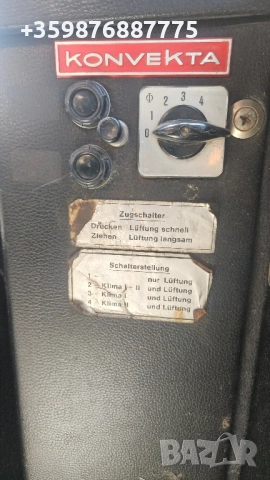 +359876887775
KONVEKTA
Φ
0 1 2 3 4
Zugschalter
Drücken Lüftung schnell
Ziehen Lüftung langsam
Schalterstellung
1 - nur Lüftung
2 - Klima I - II und Lüftung
3 - Klima I und Lüftung
4 - Klima II und Lüftung
BAZAR